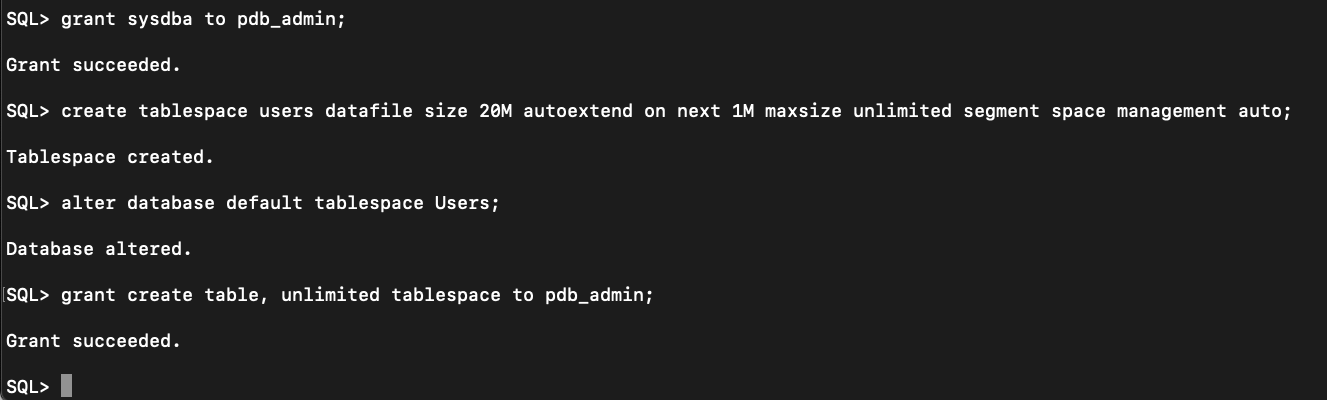 SQL> grant sysdba to pdb_admin;
Grant succeeded.
SQL> create tablespace users datafile size 20M autoextend on next 1M maxsize unlimited segment space management auto;
Tablespace created.
SQL> alter database default tablespace Users;
Database altered.
SQL> grant create table, unlimited tablespace to pdb_admin;
Grant succeeded.
SQL>